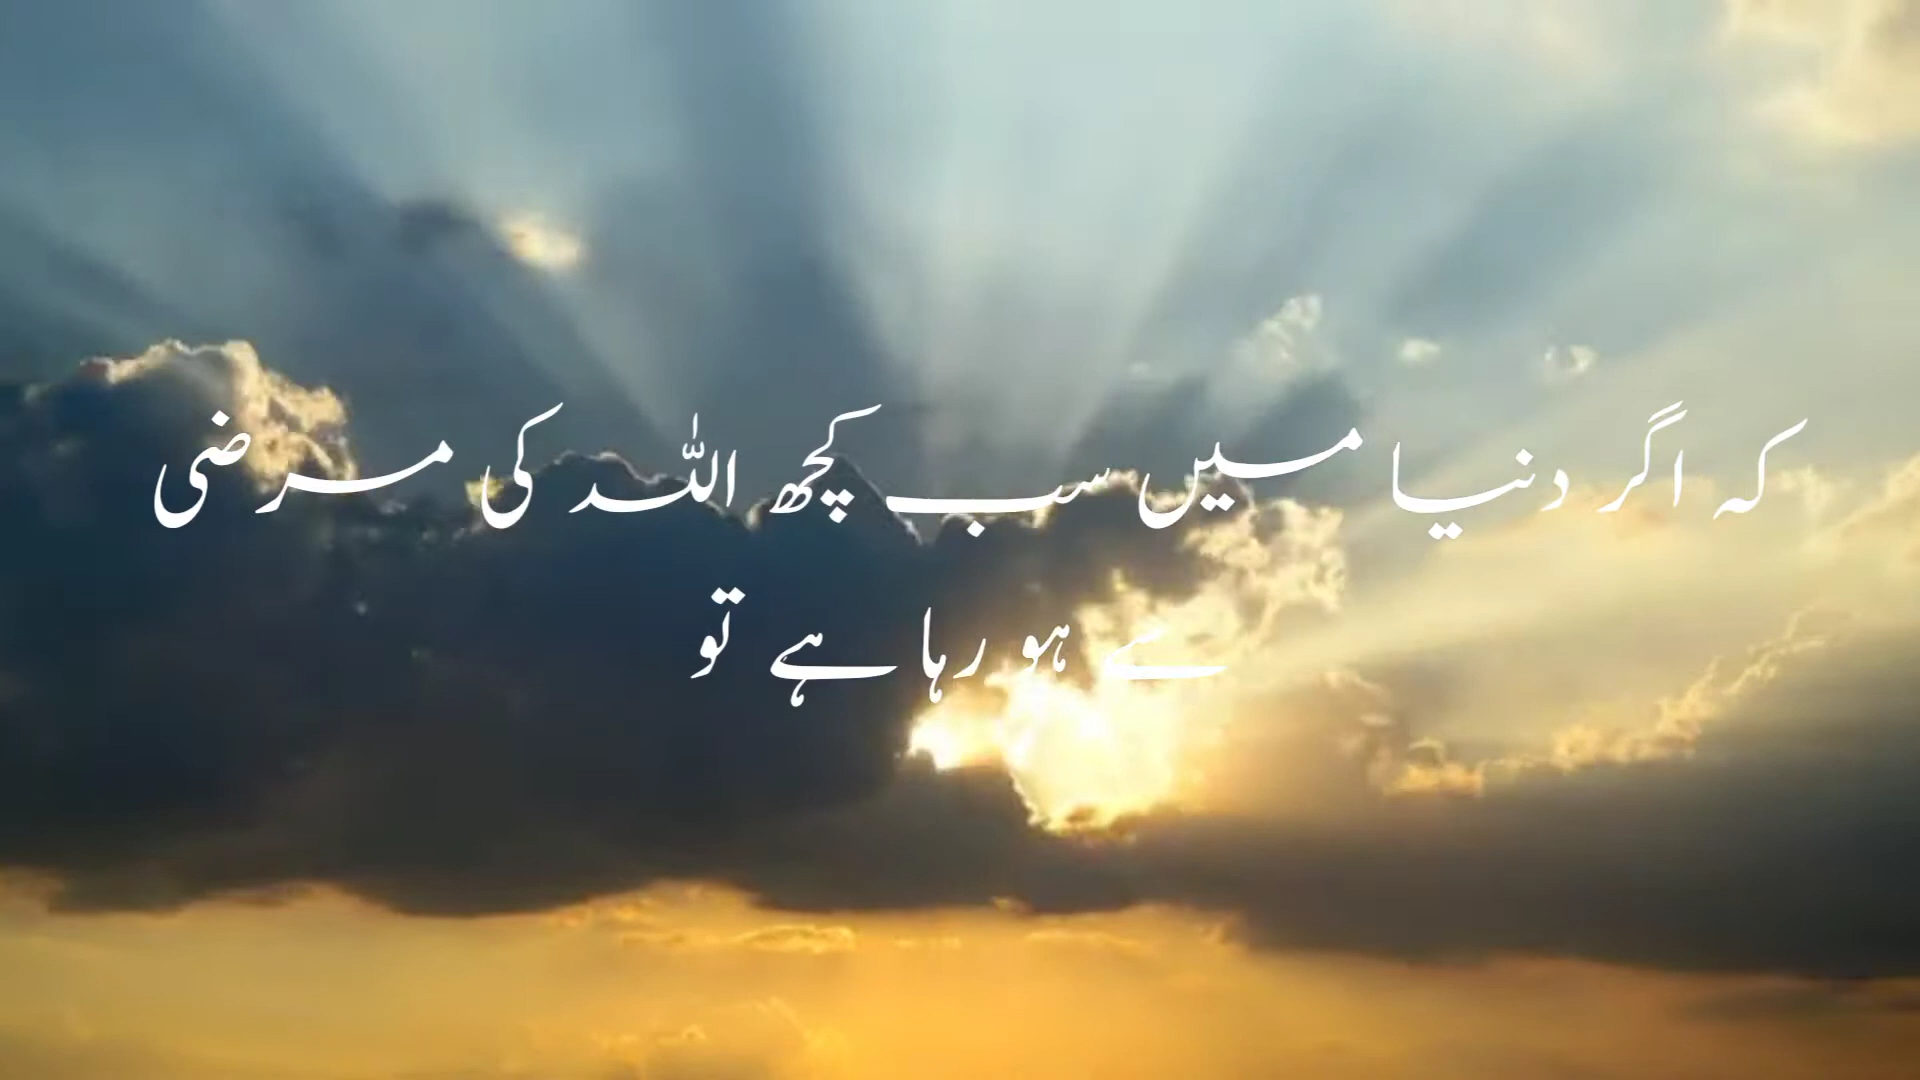 کہ اگر دنیا میں سب کچھ اللہ کی مرضی
سے ہو رہا ہے تو